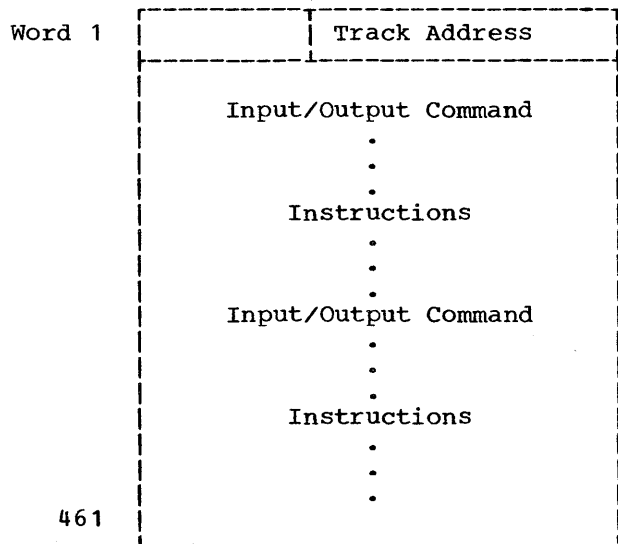 Word 1 Track Address
Input/Output Command
.
.
.
Instructions
.
.
.
Input/Output Command
.
.
.
Instructions
.
.
.
461